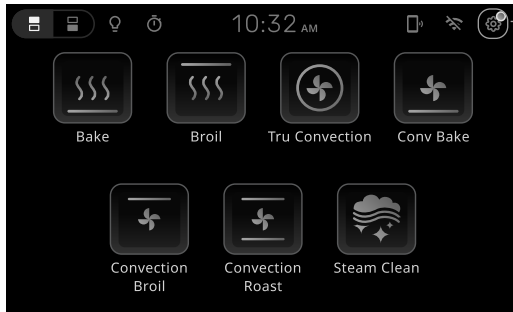 10:32 AM
Bake
Broil
Tru Convection
Conv Bake
Convection
Broil
Convection
Roast
Steam Clean